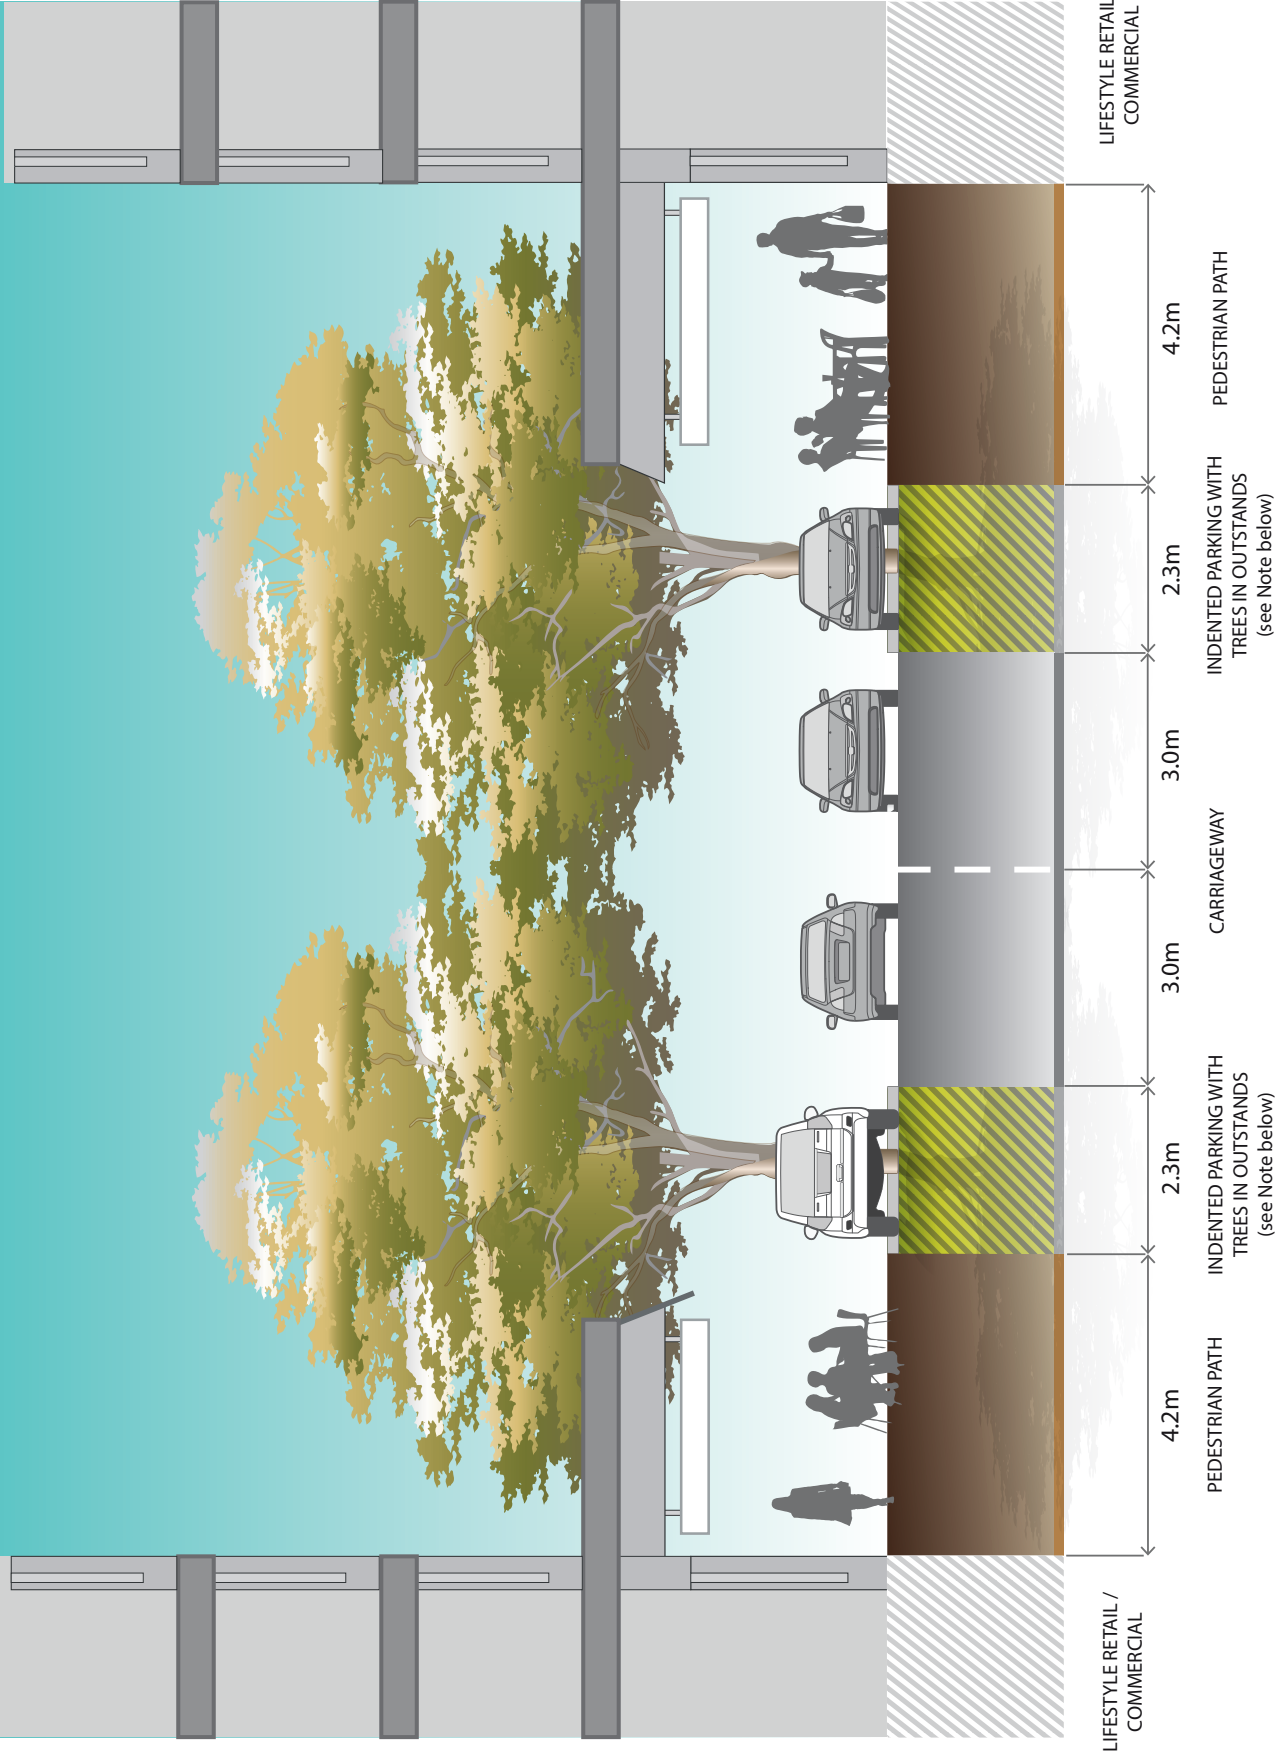 LIFESTYLE RETAIL /
COMMERCIAL
4.2m
PEDESTRIAN PATH
2.3m
INDENTED PARKING WITH
TREES IN OUTSTANDS
(see Note below)
3.0m
CARRIAGEWAY
3.0m
2.3m
INDENTED PARKING WITH
TREES IN OUTSTANDS
(see Note below)
4.2m
PEDESTRIAN PATH
LIFESTYLE RETAIL
COMMERCIAL